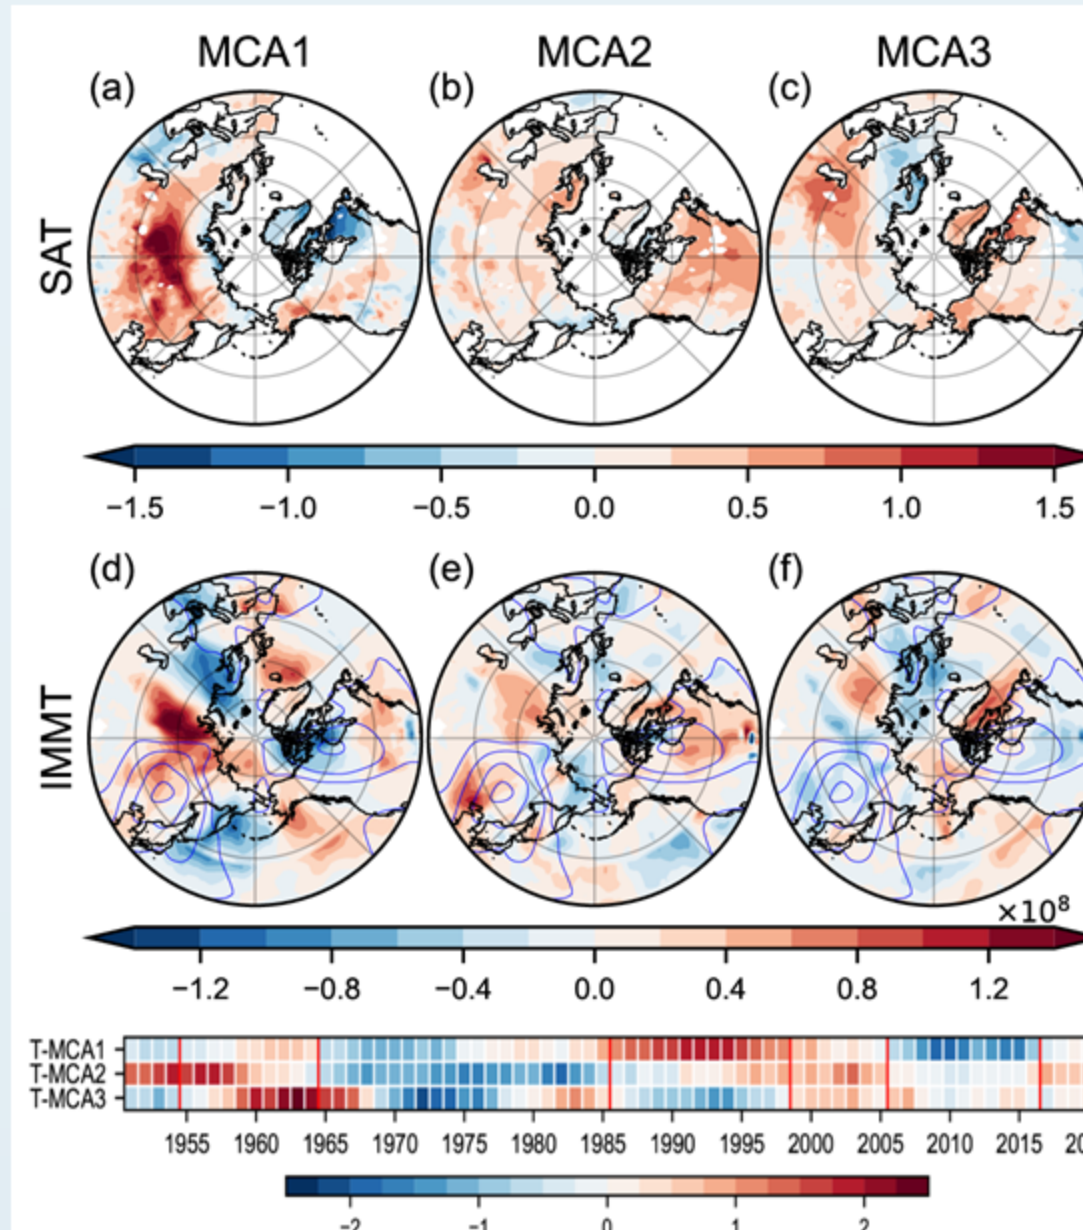 MCA1 MCA2 MCA3
(a) (b) (c)
SAT
−1.5 −1.0 −0.5 0.0 0.5 1.0 1.5
(d) (e) (f)
IMMT
×10⁸
−1.2 −0.8 −0.4 0.0 0.4 0.8 1.2
T-MCA1
T-MCA2
T-MCA3
1955 1960 1965 1970 1975 1980 1985 1990 1995 2000 2005 2010 2015
−2 −1 0 1 2